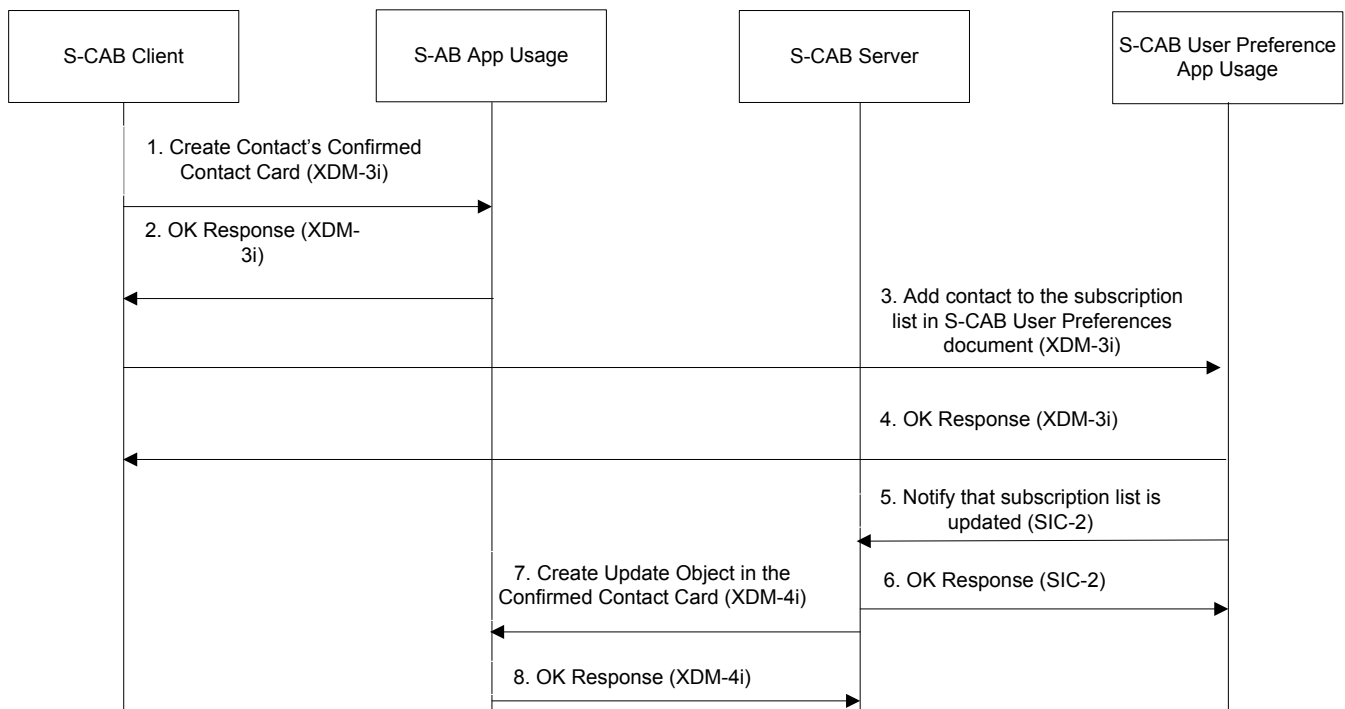 S-CAB Client
S-AB App Usage
S-CAB Server
S-CAB User Preference
App Usage
1. Create Contact’s Confirmed
Contact Card (XDM-3i)
2. OK Response (XDM-
3i)
3. Add contact to the subscription
list in S-CAB User Preferences
document (XDM-3i)
4. OK Response (XDM-3i)
5. Notify that subscription list is
updated (SIC-2)
7. Create Update Object in the
Confirmed Contact Card (XDM-4i)
6. OK Response (SIC-2)
8. OK Response (XDM-4i)